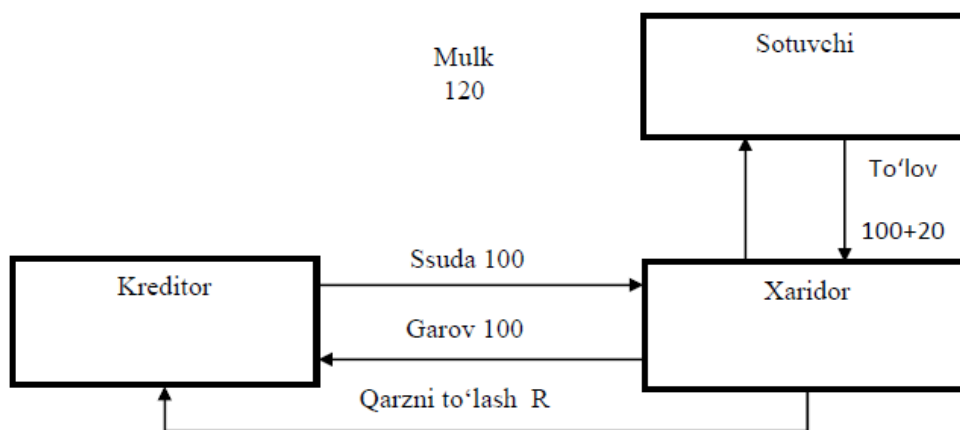 Sotuvchi
Mulk
120
To‘lov
100+20
Ssuda 100
Kreditor
Xaridor
Garov 100
Qarzni to‘lash  R